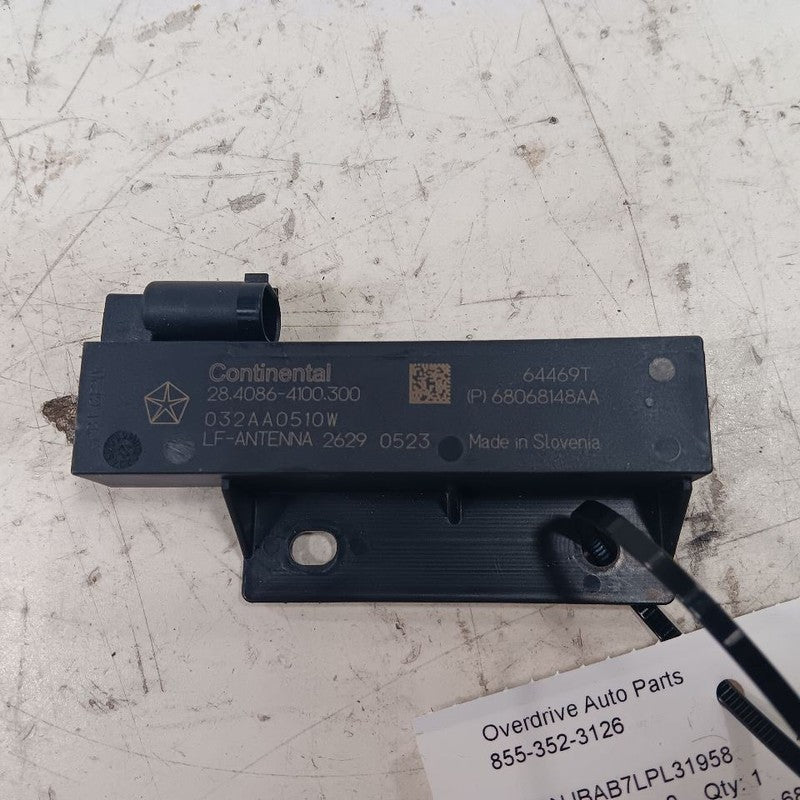 Continental
28.4086-4100.300
032AA0510W
LF-ANTENNA 2629 0523
64469T
(P) 68068148AA
Made in Slovenia
Overdrive Auto Parts
855-352-3126
JBAB7LPL31958
Qty: 1